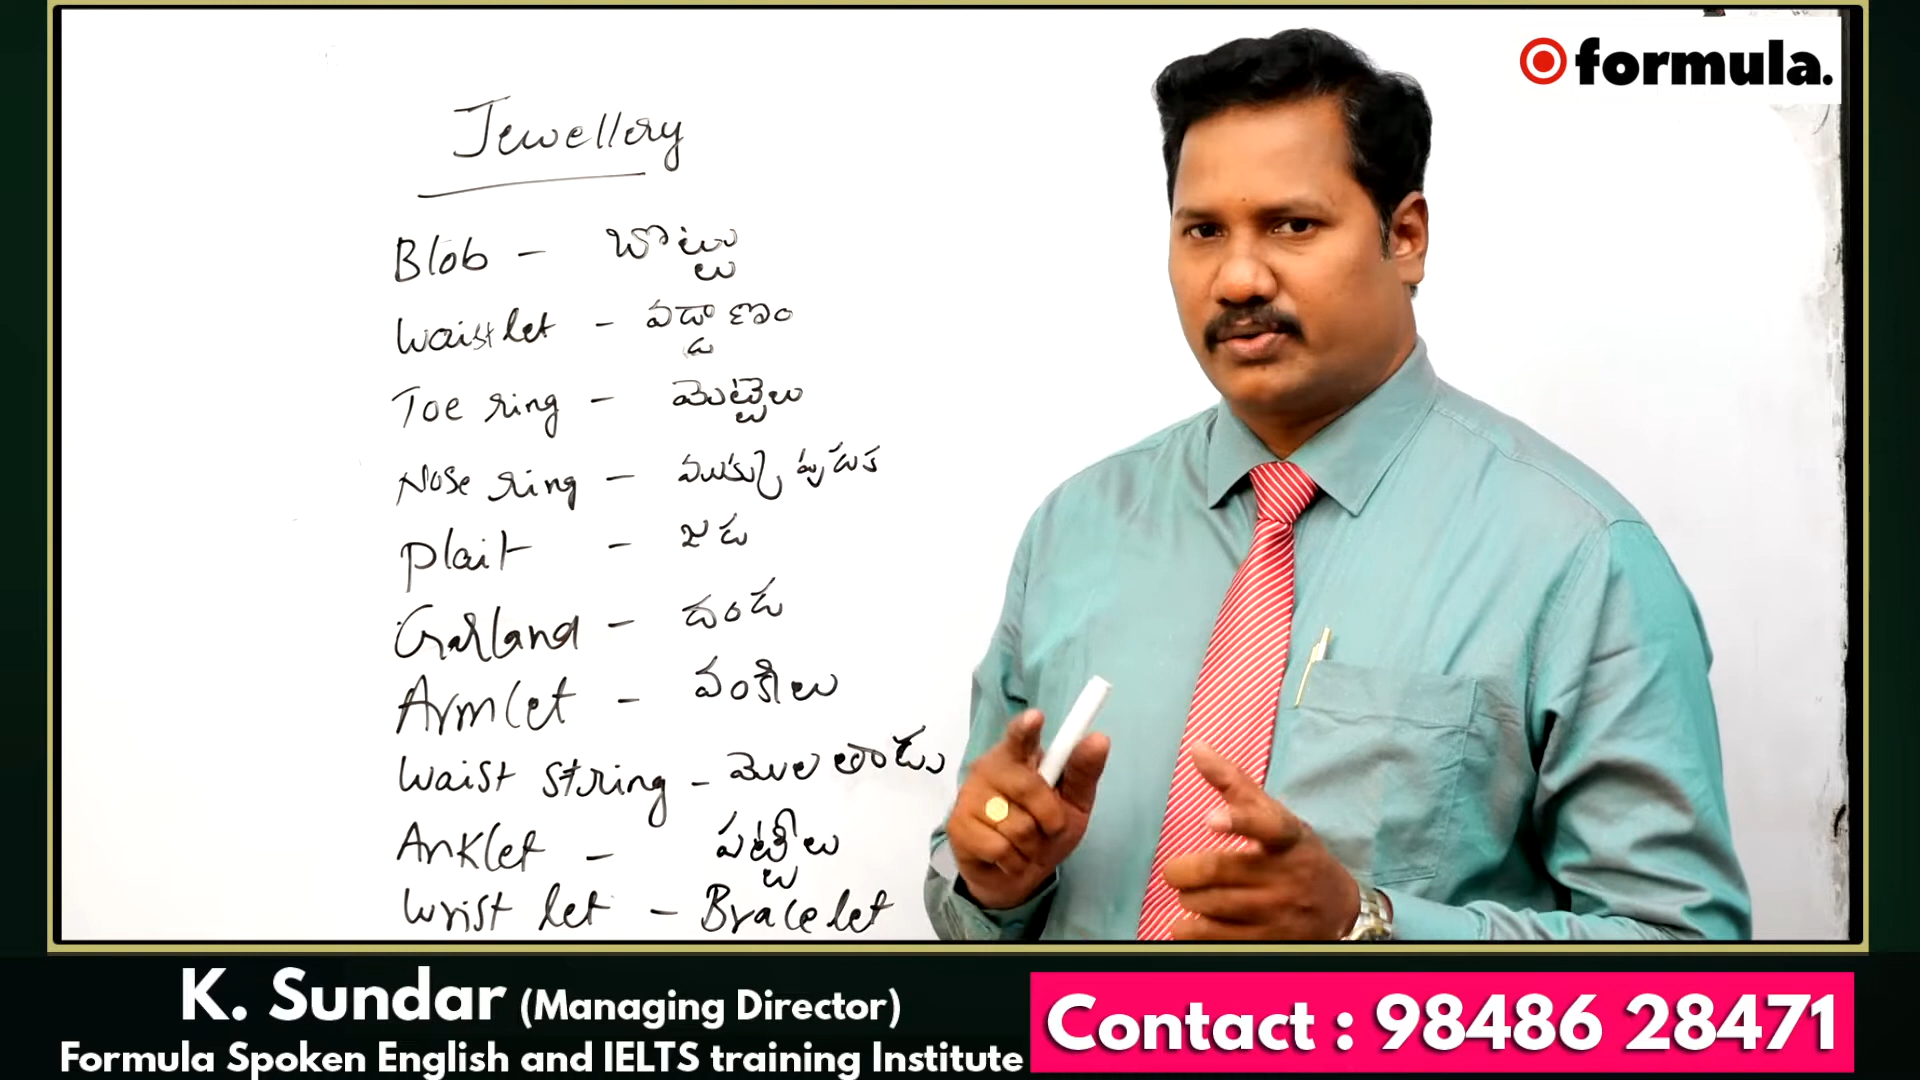 formula.
Jewellery
Blob - బొట్టు
Waistlet - వడ్డాణం
Toe ring - మెట్టెలు
Nose ring - ముక్కు పుడక
Plait - జడ
Garland - దండ
Armlet - వంకీలు
Waist string - మొలతాడు
Anklet - పట్టీలు
Wrist let - Bracelet
K. Sundar (Managing Director)
Formula Spoken English and IELTS training Institute
Contact : 98486 28471